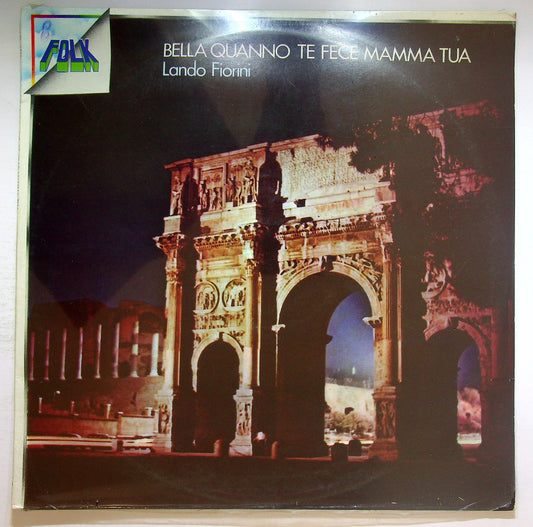 FOLK
BELLA QUANNO TE FECE MAMMA TUA
Lando Fiorini